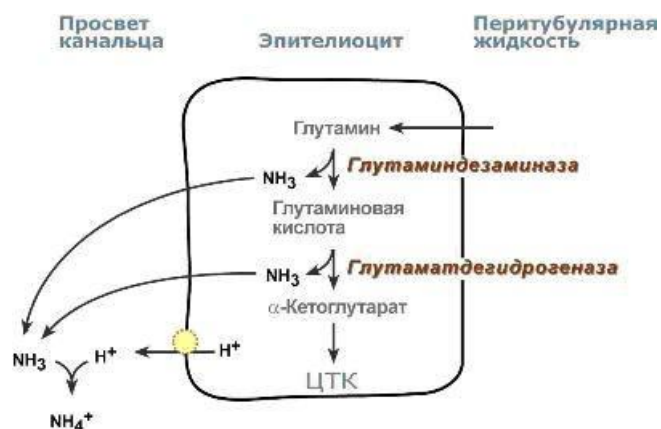 Просвет
канальца
Эпителиоцит
Перитубулярная
жидкость
Глутамин
Глутаминдезаминаза
NH₃
Глутаминовая
кислота
Глутаматдегидрогеназа
NH₃
α-Кетоглутарат
NH₃ H⁺ H⁺
ЦТК
NH₄⁺